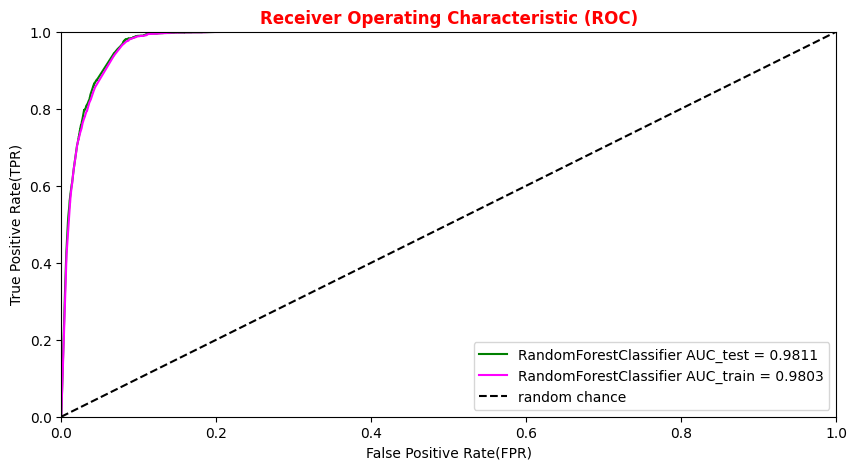 Receiver Operating Characteristic (ROC)
1.0
0.8
0.6
0.4
0.2
0.0
True Positive Rate(TPR)
RandomForestClassifier AUC_test = 0.9811
RandomForestClassifier AUC_train = 0.9803
random chance
0.0 0.2 0.4 0.6 0.8 1.0
False Positive Rate(FPR)